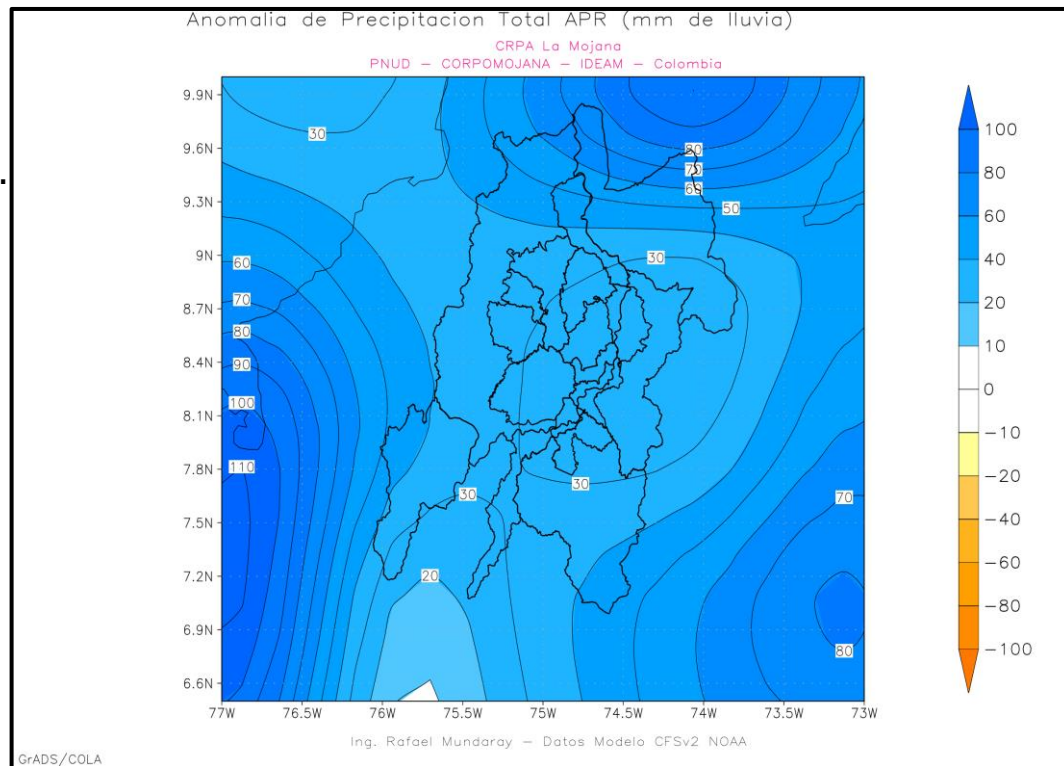 Anomalia de Precipitacion Total APR (mm de lluvia)
CRPA La Mojana
PNUD – CORPOMOJANA – IDEAM – Colombia
9.9N
9.6N
9.3N
9N
8.7N
8.4N
8.1N
7.8N
7.5N
7.2N
6.9N
6.6N
77W 76.5W 76W 75.5W 75W 74.5W 74W 73.5W 73W
30
80
70
60
50
30
60
70
80
90
100
110
30
30
20
70
80
100
80
60
40
20
10
0
−10
−20
−40
−60
−80
−100
Ing. Rafael Mundaray – Datos Modelo CFSv2 NOAA
GrADS/COLA